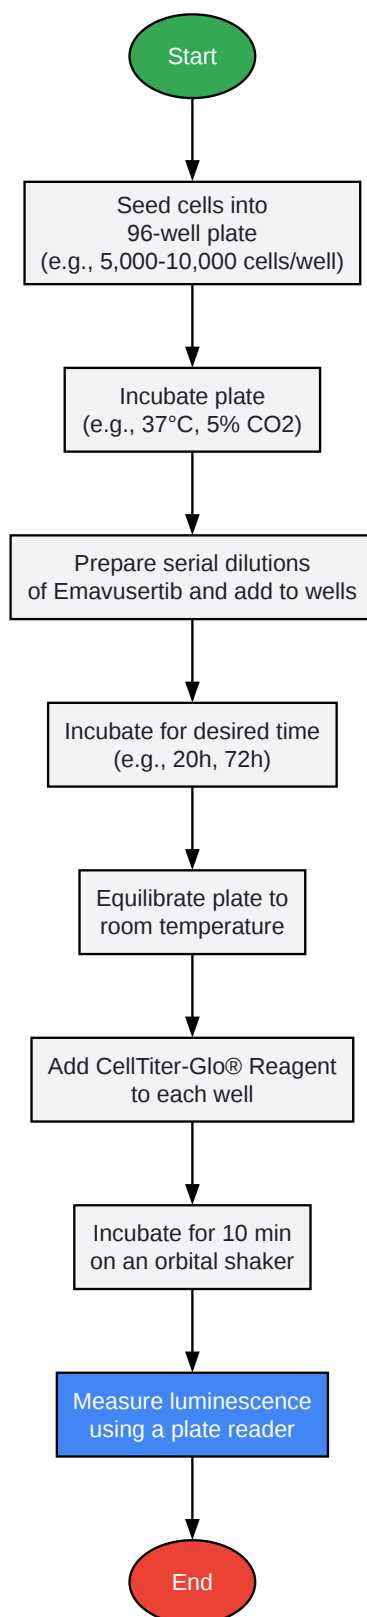 Start
Seed cells into
96-well plate
(e.g., 5,000-10,000 cells/well)
Incubate plate
(e.g., 37°C, 5% CO2)
Prepare serial dilutions
of Emavusertib and add to wells
Incubate for desired time
(e.g., 20h, 72h)
Equilibrate plate to
room temperature
Add CellTiter-Glo® Reagent
to each well
Incubate for 10 min
on an orbital shaker
Measure luminescence
using a plate reader
End